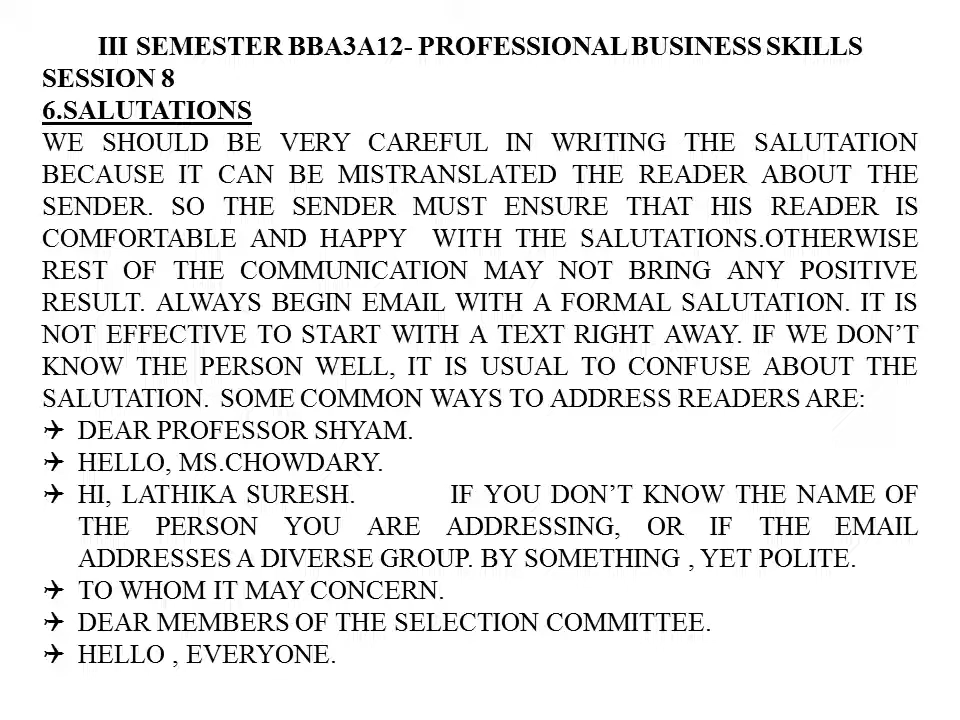 III SEMESTER BBA3A12- PROFESSIONAL BUSINESS SKILLS
SESSION 8
6.SALUTATIONS
WE SHOULD BE VERY CAREFUL IN WRITING THE SALUTATION
BECAUSE IT CAN BE MISTRANSLATED THE READER ABOUT THE
SENDER. SO THE SENDER MUST ENSURE THAT HIS READER IS
COMFORTABLE AND HAPPY WITH THE SALUTATIONS.OTHERWISE
REST OF THE COMMUNICATION MAY NOT BRING ANY POSITIVE
RESULT. ALWAYS BEGIN EMAIL WITH A FORMAL SALUTATION. IT IS
NOT EFFECTIVE TO START WITH A TEXT RIGHT AWAY. IF WE DON’T
KNOW THE PERSON WELL, IT IS USUAL TO CONFUSE ABOUT THE
SALUTATION. SOME COMMON WAYS TO ADDRESS READERS ARE:
✈ DEAR PROFESSOR SHYAM.
✈ HELLO, MS.CHOWDARY.
✈ HI, LATHIKA SURESH. IF YOU DON’T KNOW THE NAME OF
THE PERSON YOU ARE ADDRESSING, OR IF THE EMAIL
ADDRESSES A DIVERSE GROUP. BY SOMETHING , YET POLITE.
✈ TO WHOM IT MAY CONCERN.
✈ DEAR MEMBERS OF THE SELECTION COMMITTEE.
✈ HELLO , EVERYONE.